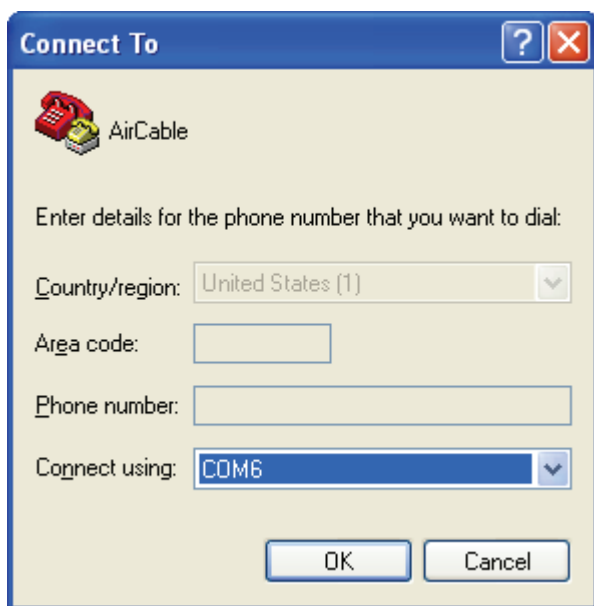 Connect To
AirCable
Enter details for the phone number that you want to dial:
Country/region: United States (1)
Area code:
Phone number:
Connect using: COM6
OK Cancel